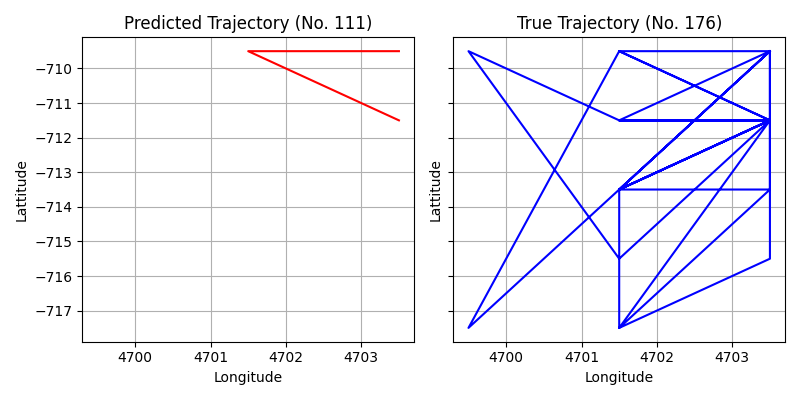 Predicted Trajectory (No. 111)
True Trajectory (No. 176)
−710
−711
−712
−713
−714
−715
−716
−717
Lattitude
Lattitude
4700 4701 4702 4703
4700 4701 4702 4703
Longitude
Longitude